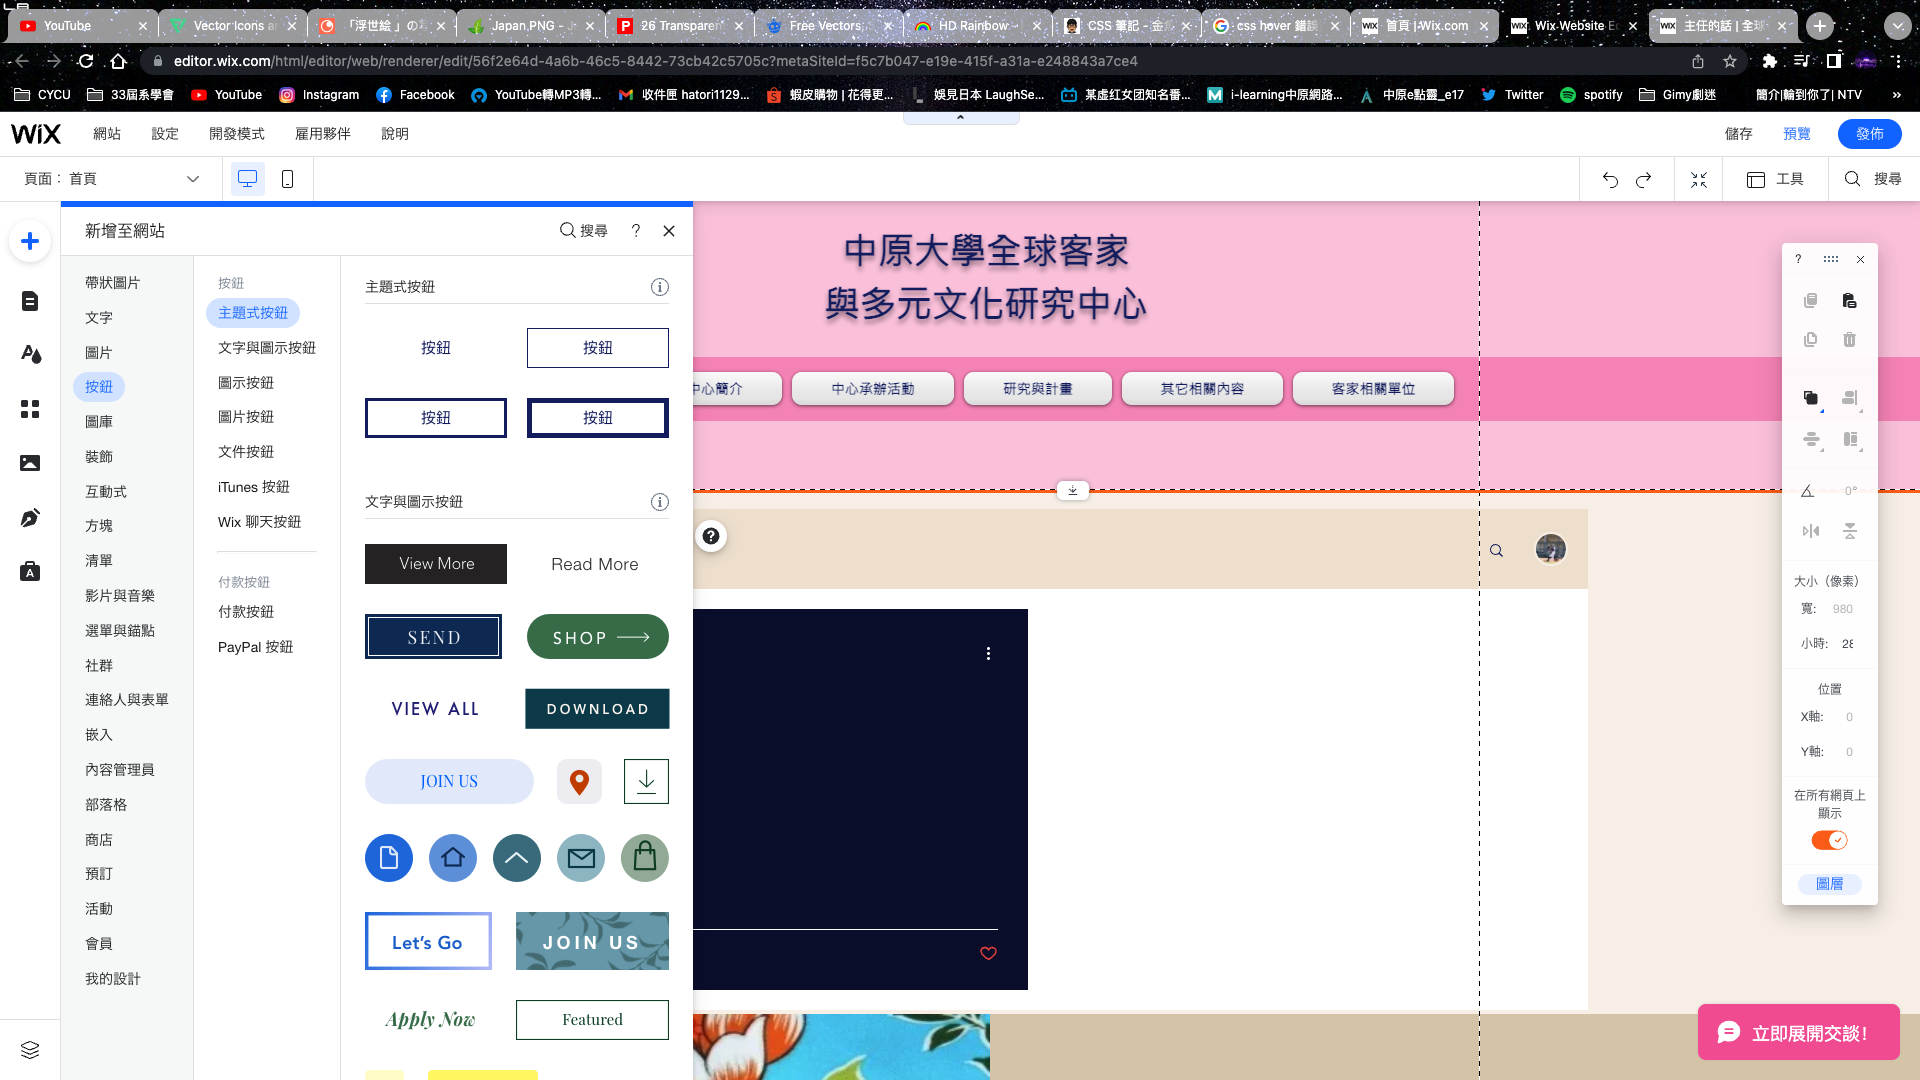 YouTube
Vector Icons an
「浮世絵 」の
Japan.PNG - J
26 Transparen
Free Vectors,
HD Rainbow -
CSS 筆記 - 金魚
css hover 錯誤
首頁 | Wix.com
Wix Website Ed
主任的話 | 全球
editor.wix.com/html/editor/web/renderer/edit/56f2e64d-4a6b-46c5-8442-73cb42c5705c?metaSiteId=f5c7b047-e19e-415f-a31a-e248843a7ce4
CYCU
33屆系學會
YouTube
Instagram
Facebook
YouTube轉MP3轉...
收件匣 hatori1129...
蝦皮購物 | 花得更...
娛見日本 LaughSe...
某虛红女团知名番...
i-learning中原網路...
中原e點靈_e17
Twitter
spotify
Gimy劇迷
簡介|輪到你了| NTV
»
WiX
網站
設定
開發模式
雇用夥伴
說明
儲存
預覽
發佈
頁面： 首頁
工具
搜尋
新增至網站
搜尋
?
帶狀圖片
文字
圖片
按鈕
圖庫
裝飾
互動式
方塊
清單
影片與音樂
選單與錨點
社群
連絡人與表單
嵌入
內容管理員
部落格
商店
預訂
活動
會員
我的設計
按鈕
主題式按鈕
文字與圖示按鈕
圖示按鈕
圖片按鈕
文件按鈕
iTunes 按鈕
Wix 聊天按鈕
付款按鈕
付款按鈕
PayPal 按鈕
主題式按鈕
按鈕
按鈕
按鈕
按鈕
文字與圖示按鈕
View More
Read More
SEND
SHOP
VIEW ALL
DOWNLOAD
JOIN US
Let's Go
JOIN US
Apply Now
Featured
中原大學全球客家
與多元文化研究中心
中心簡介
中心承辦活動
研究與計畫
其它相關內容
客家相關單位
?
?
0°
大小（像素）
寬: 980
小時: 28
位置
X軸: 0
Y軸: 0
在所有網頁上
顯示
圖層
立即展開交談！